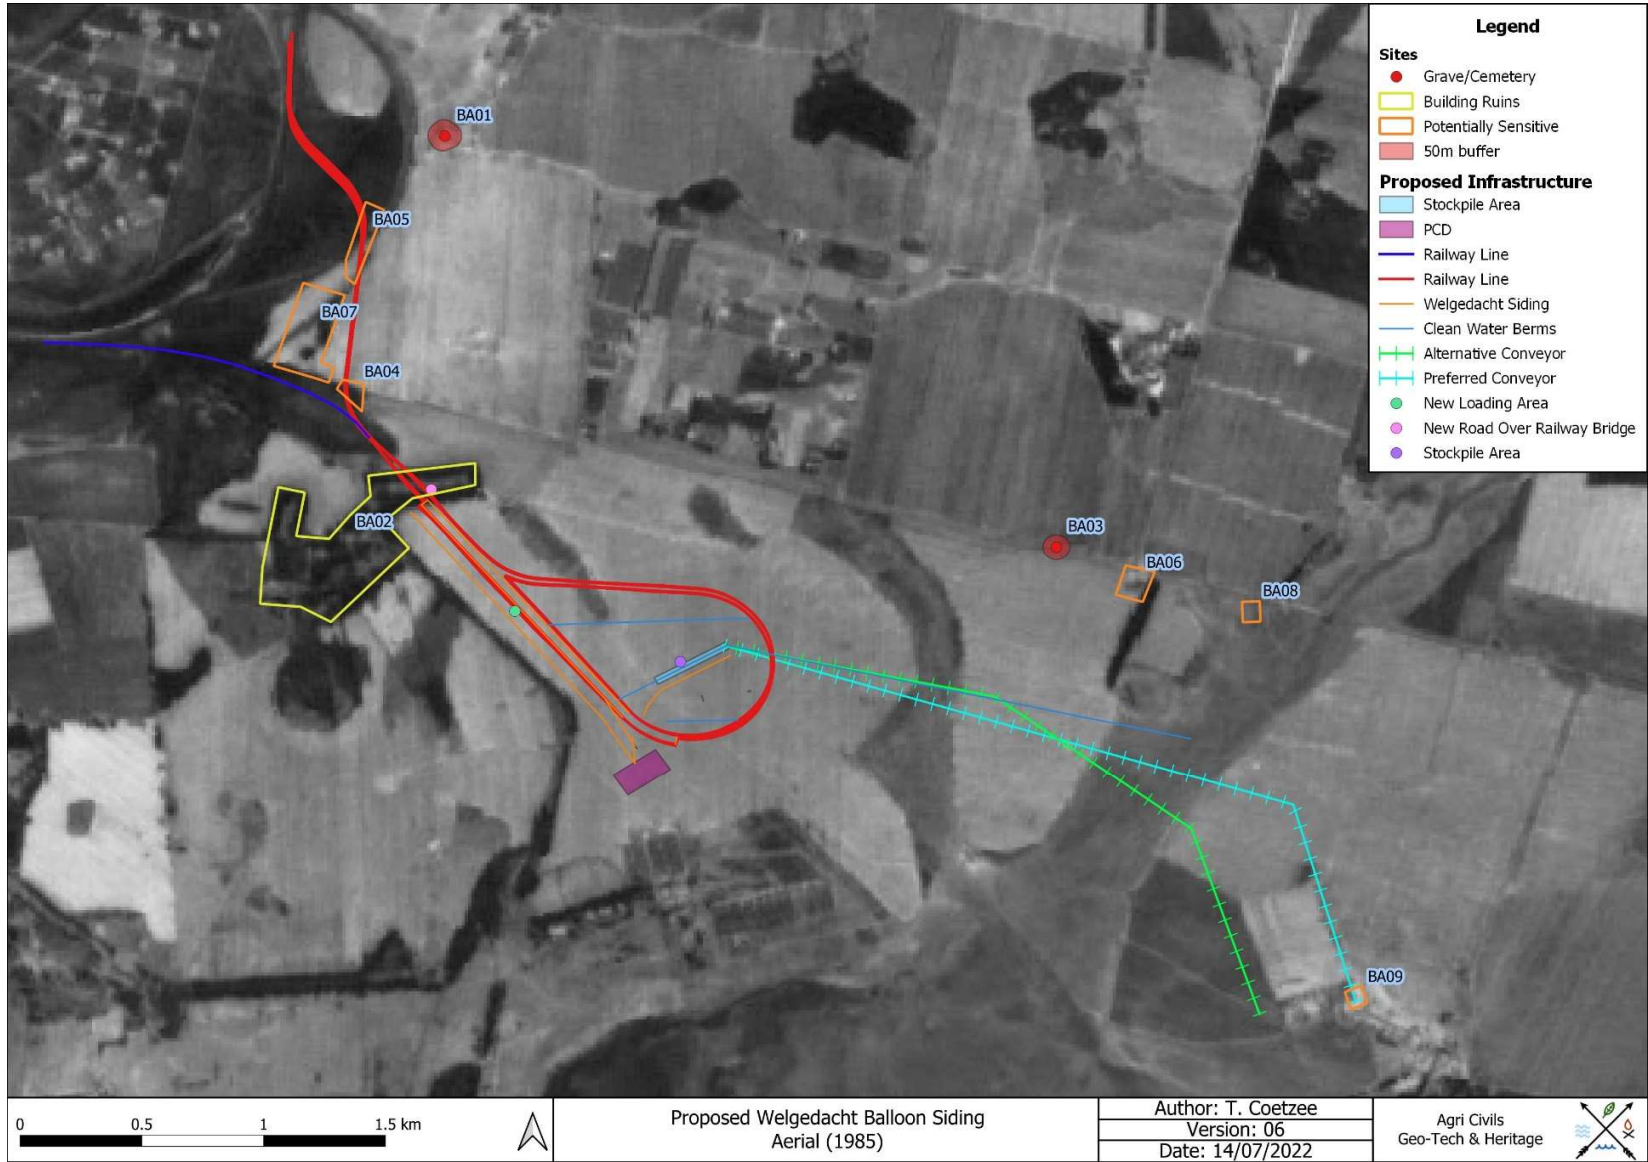 Legend
Sites
Grave/Cemetery
Building Ruins
Potentially Sensitive
50m buffer
Proposed Infrastructure
Stockpile Area
PCD
Railway Line
Railway Line
Welgedacht Siding
Clean Water Berms
Alternative Conveyor
Preferred Conveyor
New Loading Area
New Road Over Railway Bridge
Stockpile Area
BA01
BA05
BA07
BA04
BA02
BA03
BA06
BA08
BA09
0 0.5 1 1.5 km
Proposed Welgedacht Balloon Siding
Aerial (1985)
Author: T. Coetzee
Version: 06
Date: 14/07/2022
Agri Civils
Geo-Tech & Heritage